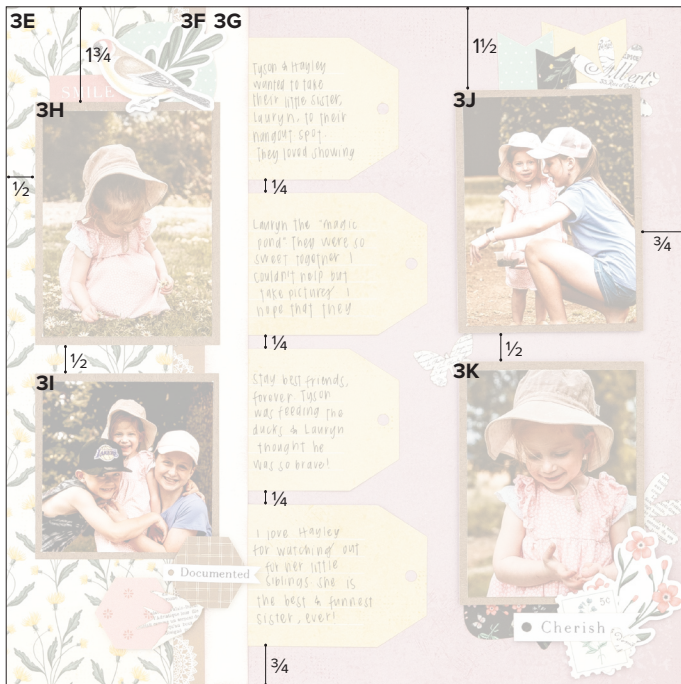 3E
3F
3G
1¾
1½
SMILE
Albert
3H
3J
Tyson & Hayley
wanted to take
their little sister,
Lauryn, to their
hangout spot.
They loved showing
½
¼
Lauryn the "magic
pond" They were so
sweet together I
couldn't help but
take pictures! I
hope that they
¾
½
¼
½
3I
3K
Stay best friends,
forever. Tyson
was feeding the
ducks & Lauryn
thought he
was so brave!
¼
I love Hayley
for watching out
for her little
siblings. She is
the best & funnest
sister, ever!
Documented
Cherish
¾